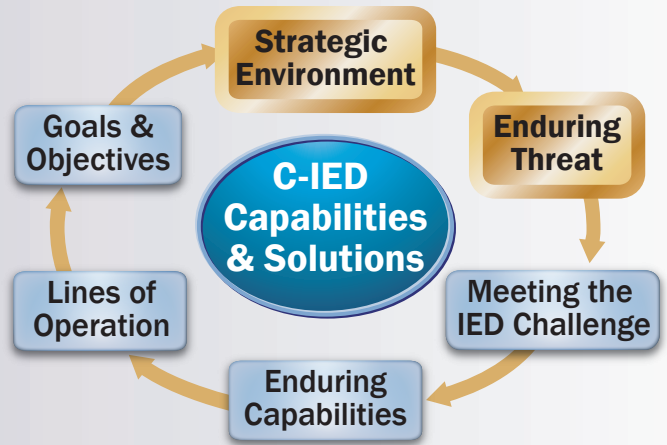 Strategic
Environment
Enduring
Threat
Meeting the
IED Challenge
Enduring
Capabilities
Lines of
Operation
Goals &
Objectives
C-IED
Capabilities
& Solutions